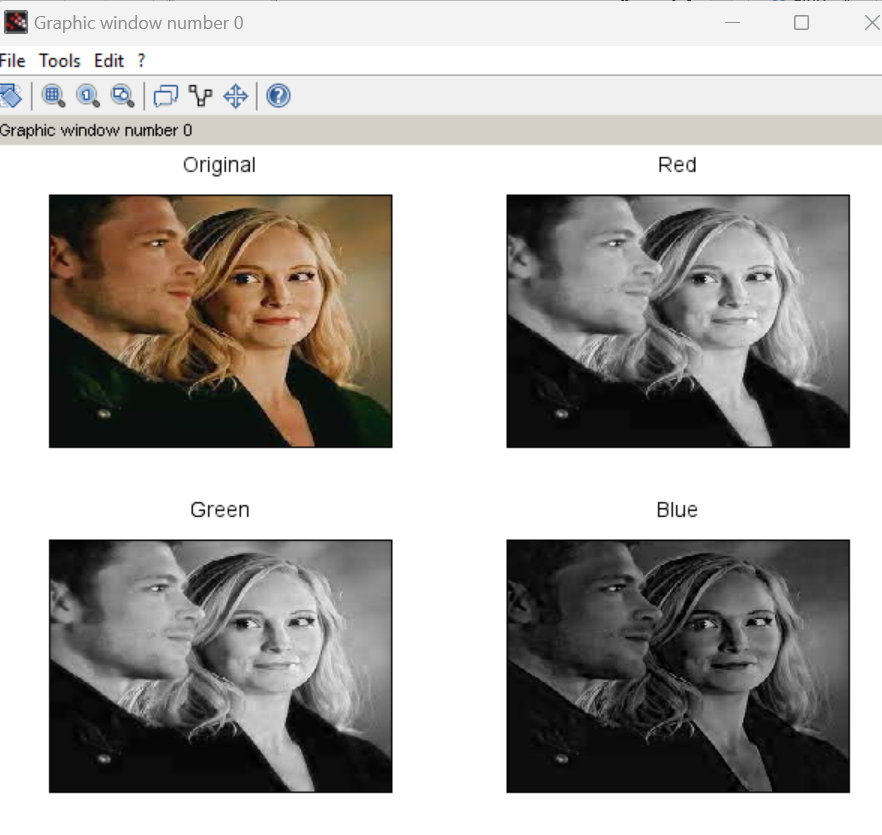 Graphic window number 0
File Tools Edit ?
Graphic window number 0
Original
Red
Green
Blue